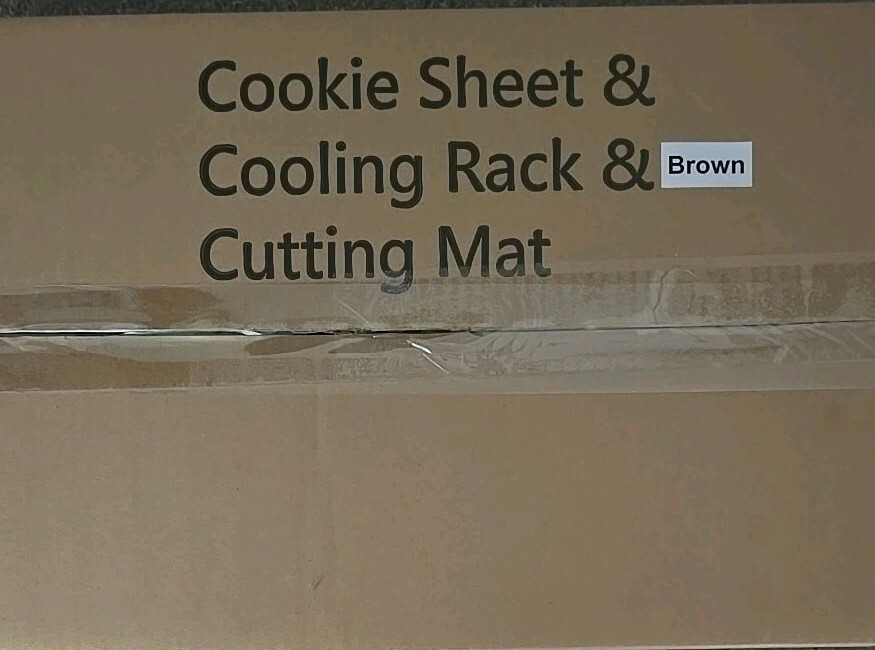 Cookie Sheet &
Cooling Rack & Brown
Cutting Mat